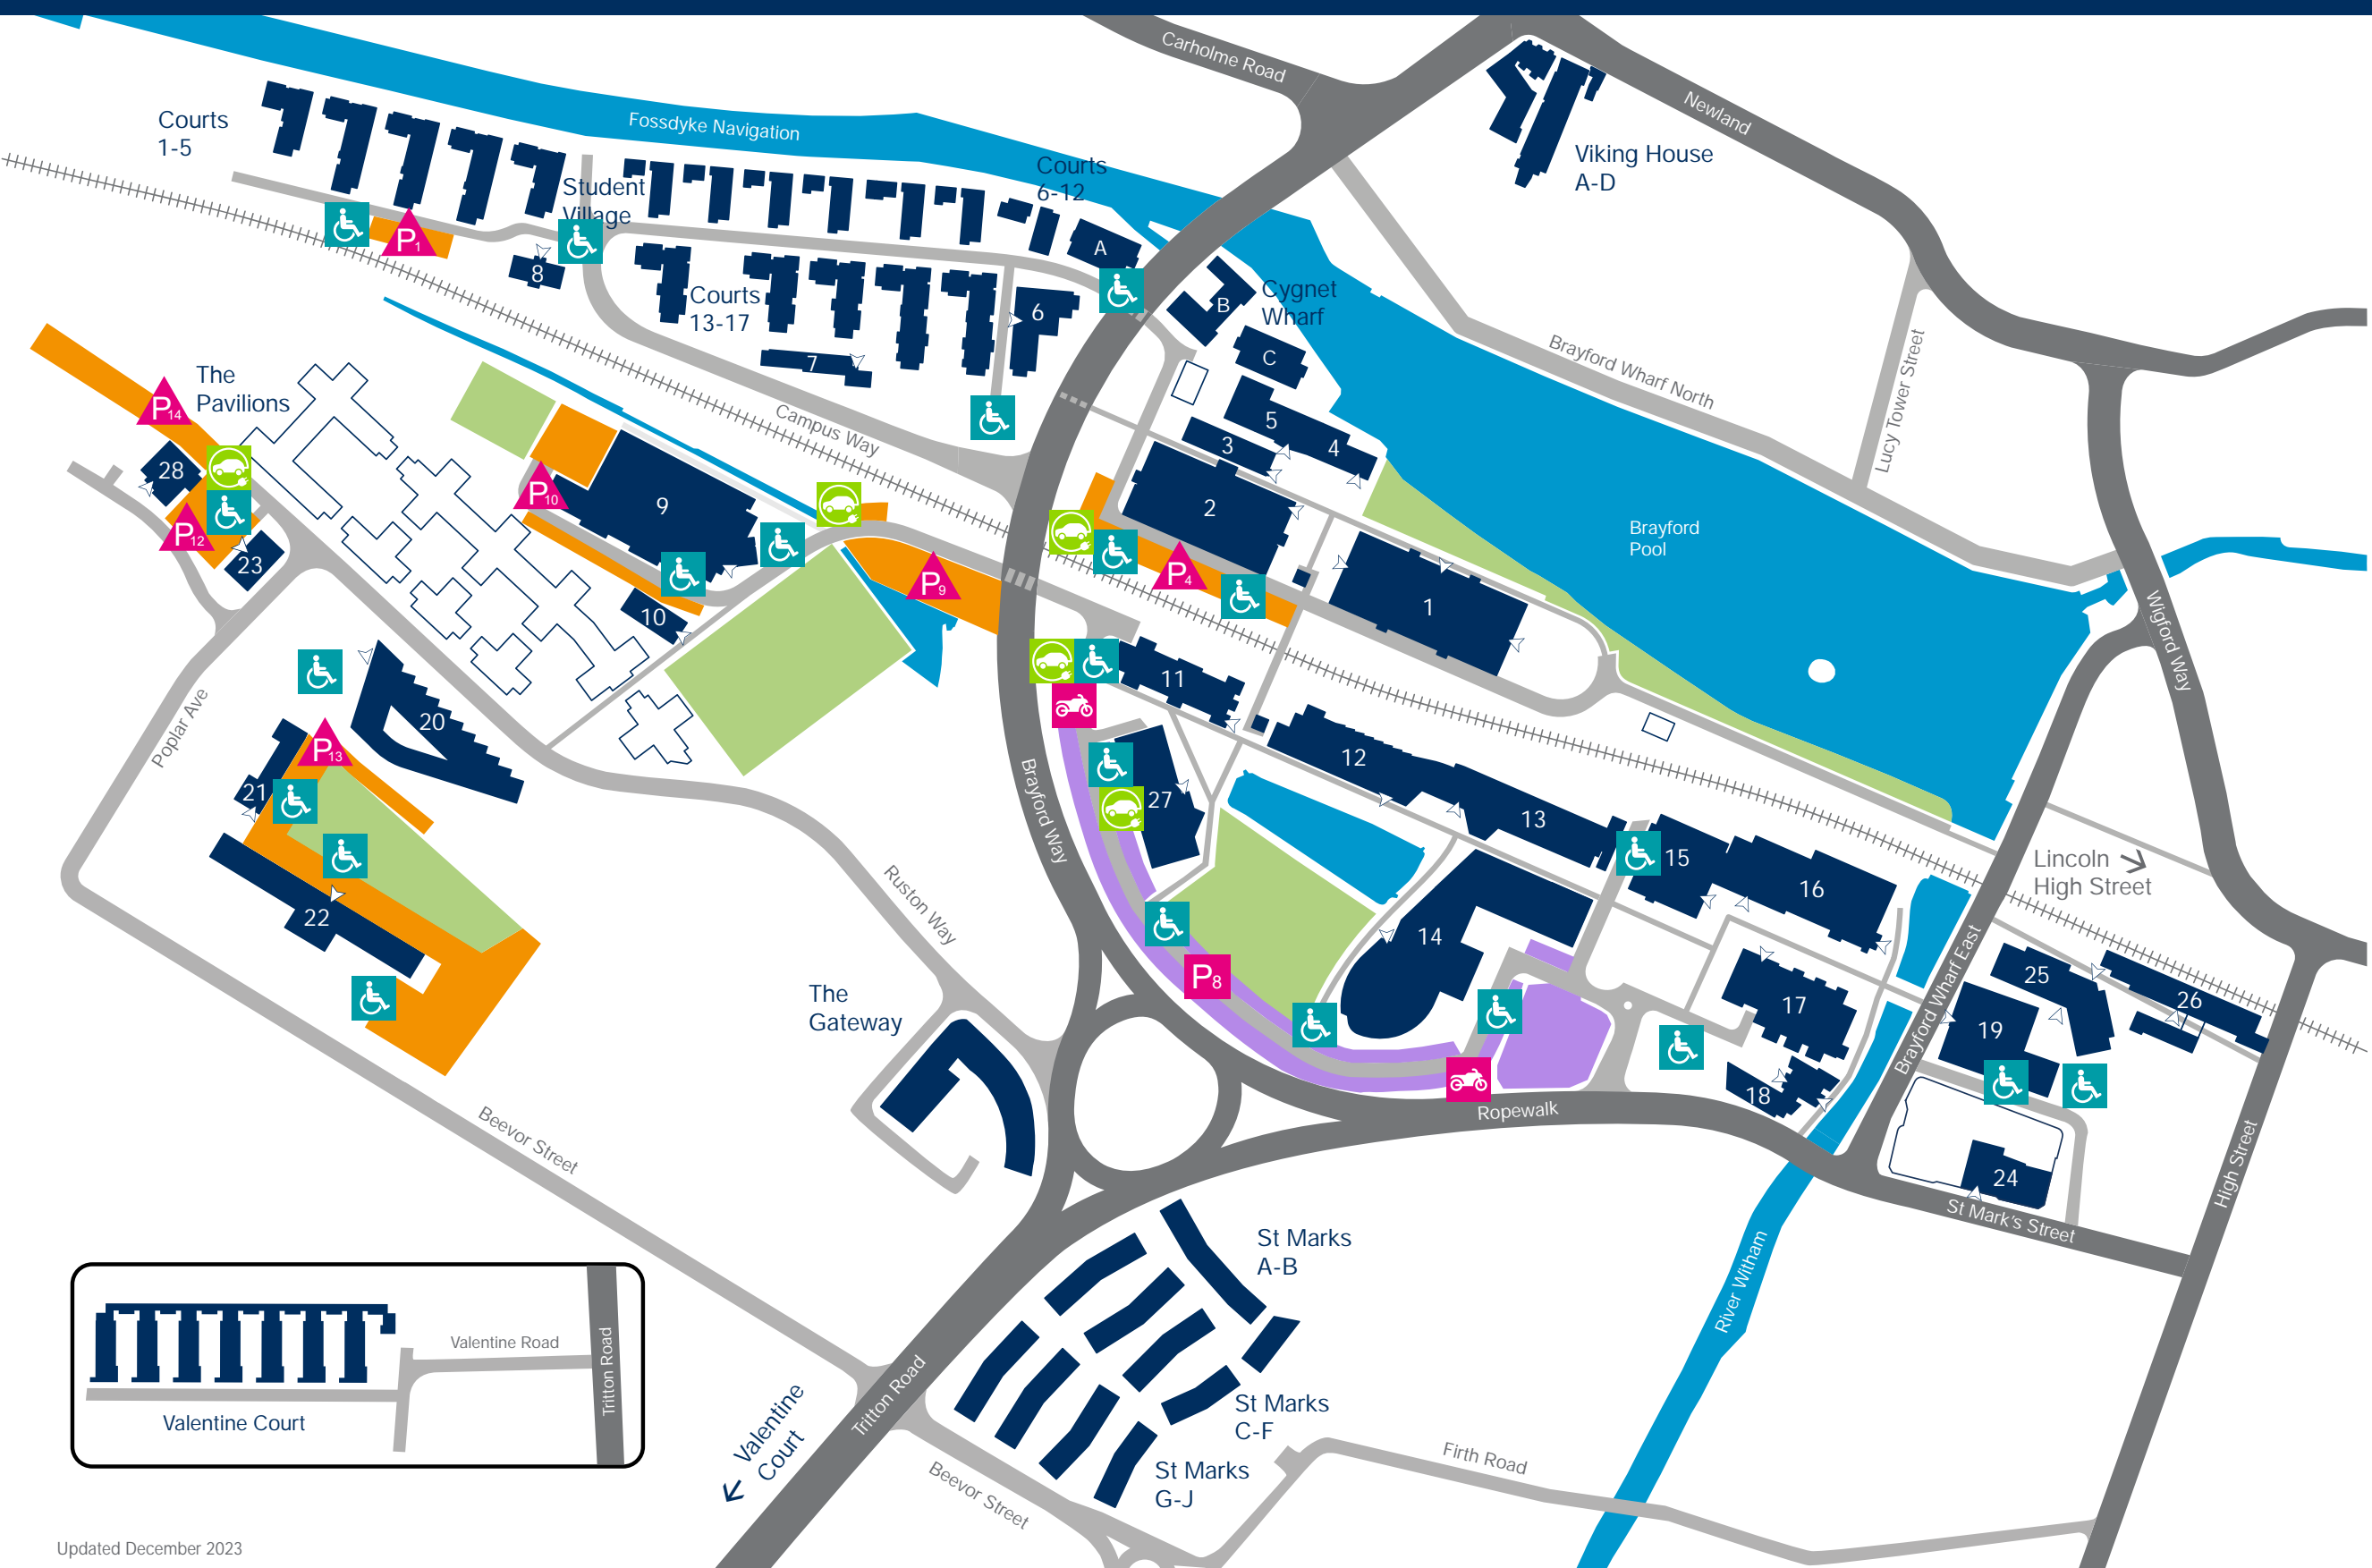 Carholme Road
Newland
Courts
1-5
Fossdyke Navigation
Viking House
A-D
Courts
6-12
Student
Village
P1
A
8
Courts
13-17
6
B
Cygnet
Wharf
C
7
Brayford Wharf North
Lucy Tower Street
The
Pavilions
P14
Campus Way
5
3
4
28
P10
9
2
P12
23
Brayford
Pool
P4
P9
10
1
Wigford Way
11
Poplar Ave
20
P13
21
12
27
13
Brayford Way
15
16
Lincoln
High Street
22
Ruston Way
14
P8
25
26
17
19
Brayford Wharf East
The
Gateway
18
Ropewalk
Beevor Street
24
St Mark's Street
High Street
St Marks
A-B
River Witham
Valentine Road
Tritton Road
Valentine Court
Tritton Road
Valentine
Court
St Marks
C-F
St Marks
G-J
Firth Road
Beevor Street
Updated December 2023